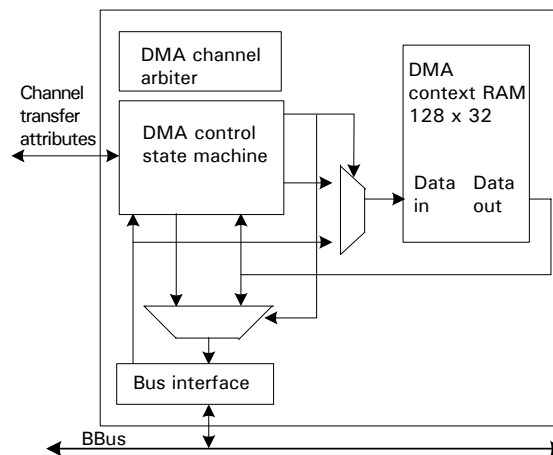 DMA channel
arbiter
DMA
context RAM
128 x 32
Channel
transfer
attributes
DMA control
state machine
Data
in
Data
out
Bus interface
BBus